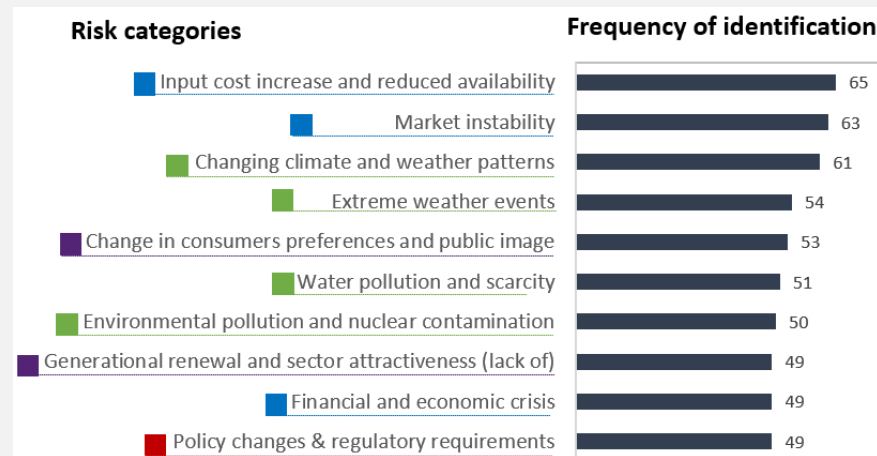 Risk categories
Frequency of identification
Input cost increase and reduced availability 65
Market instability 63
Changing climate and weather patterns 61
Extreme weather events 54
Change in consumers preferences and public image 53
Water pollution and scarcity 51
Environmental pollution and nuclear contamination 50
Generational renewal and sector attractiveness (lack of) 49
Financial and economic crisis 49
Policy changes & regulatory requirements 49